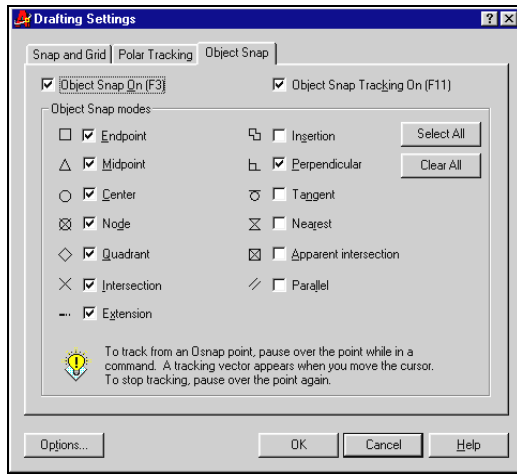 Drafting Settings
Snap and Grid Polar Tracking Object Snap
Object Snap On (F3) Object Snap Tracking On (F11)
Object Snap modes
Endpoint Insertion Select All
Midpoint Perpendicular Clear All
Center Tangent
Node Nearest
Quadrant Apparent intersection
Intersection Parallel
Extension
To track from an Osnap point, pause over the point while in a
command. A tracking vector appears when you move the cursor.
To stop tracking, pause over the point again.
Options... OK Cancel Help